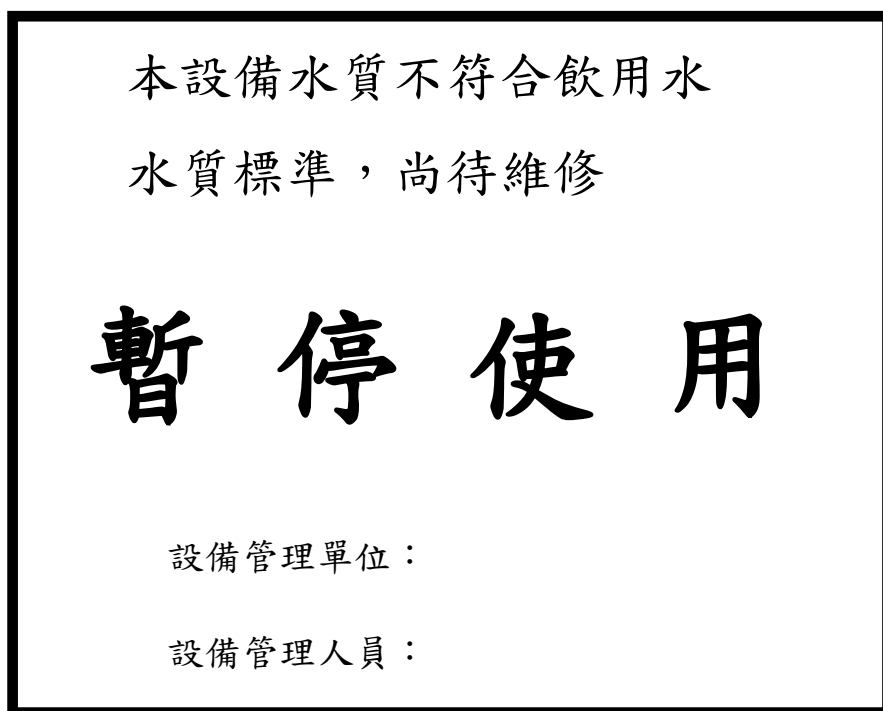 本設備水質不符合飲用水
水質標準，尚待維修
暫停使用
設備管理單位：
設備管理人員：